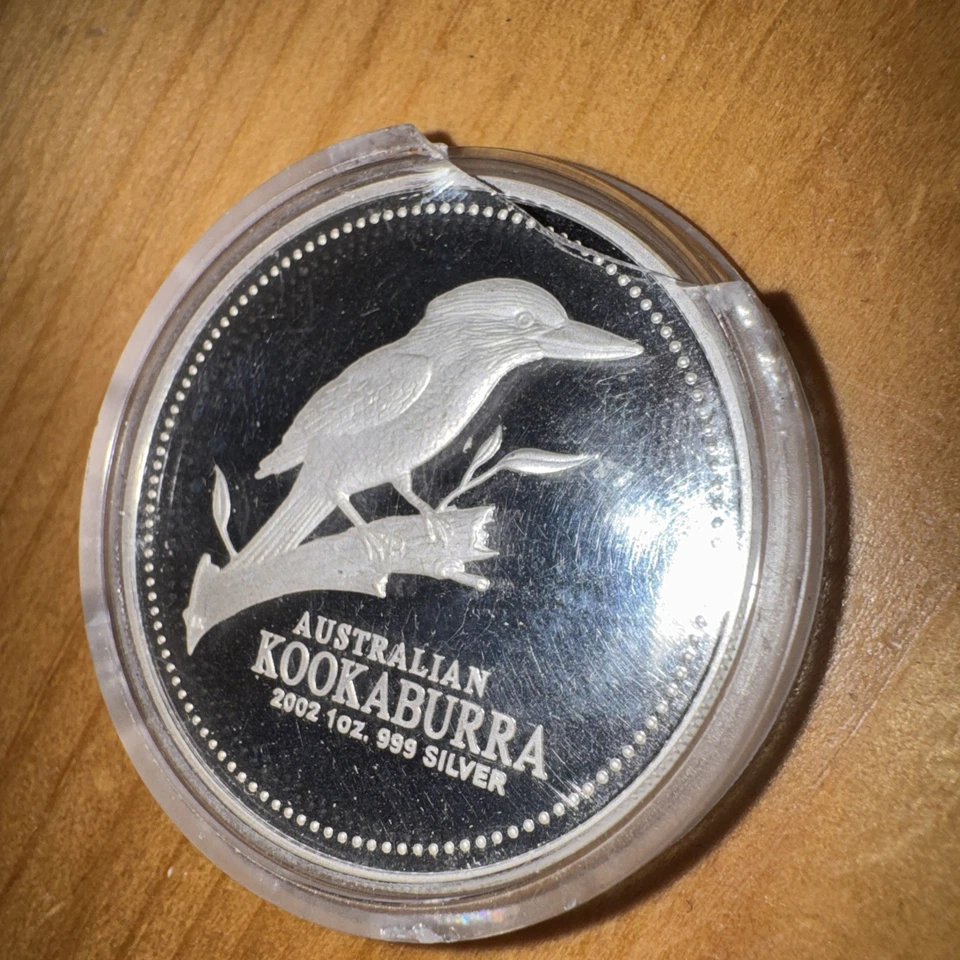 AUSTRALIAN
KOOKABURRA
2002 1OZ. 999 SILVER